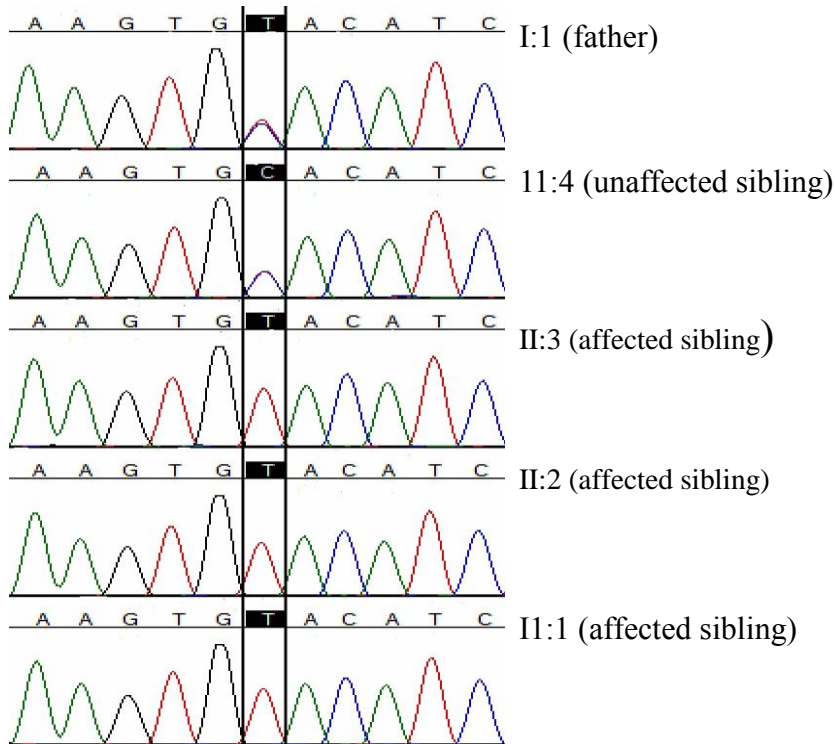 A A G T G T A C A T C
I:1 (father)
A A G T G C A C A T C
11:4 (unaffected sibling)
A A G T G T A C A T C
II:3 (affected sibling)
A A G T G T A C A T C
II:2 (affected sibling)
A A G T G T A C A T C
I1:1 (affected sibling)